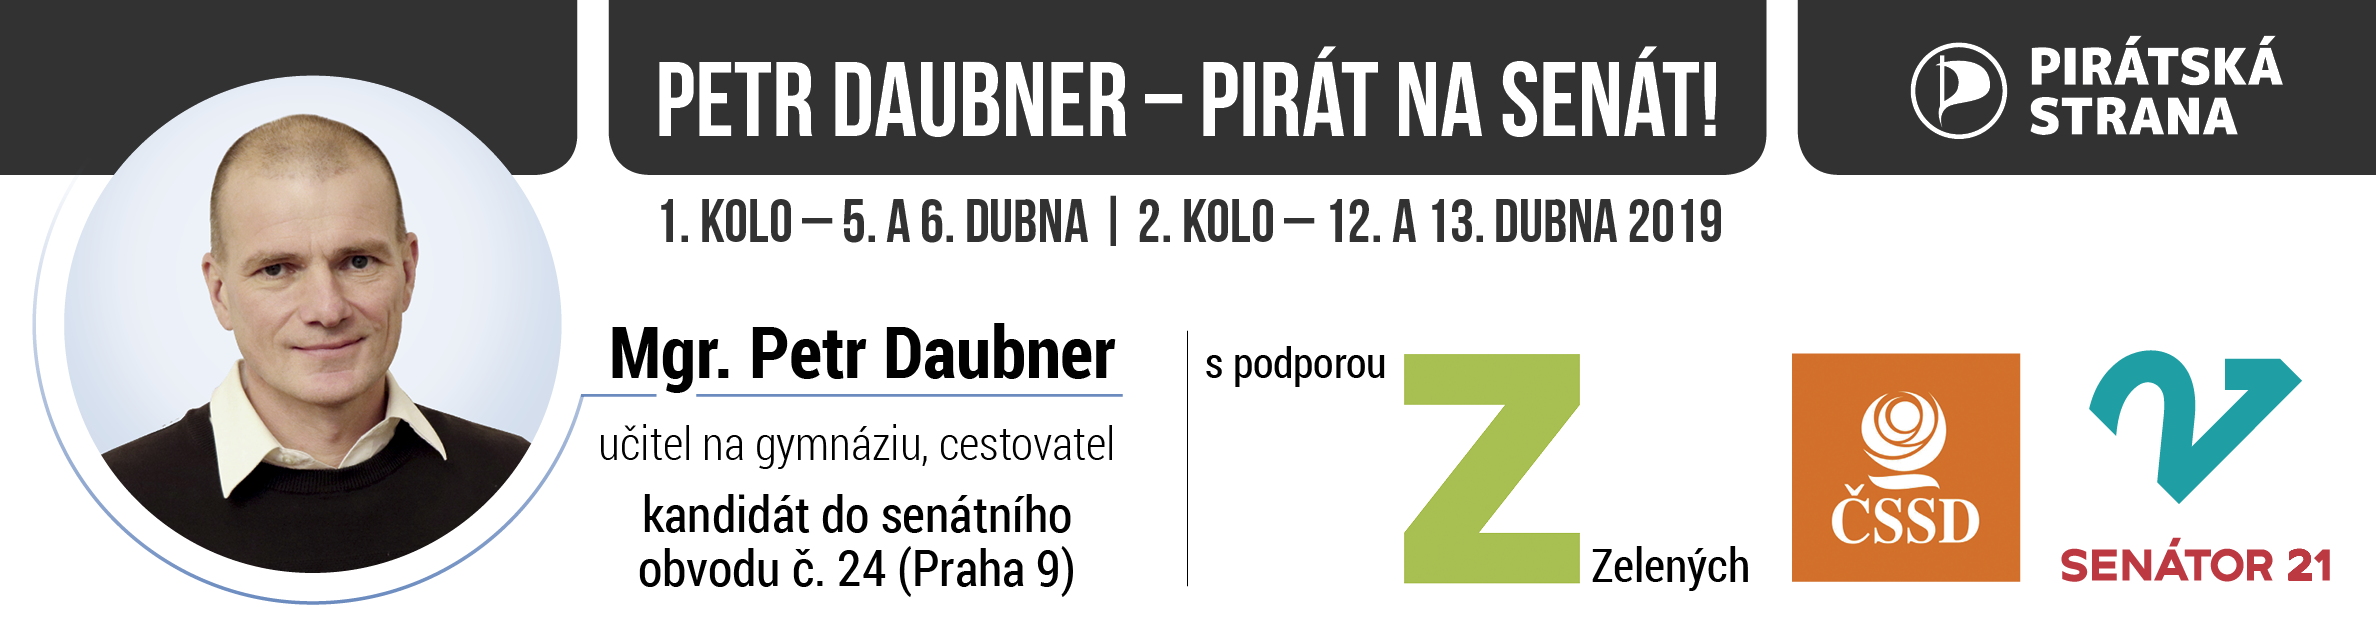 PETR DAUBNER – PIRÁT NA SENÁT!
PIRÁTSKÁ
STRANA
1. KOLO – 5. A 6. DUBNA | 2. KOLO – 12. A 13. DUBNA 2019
Mgr. Petr Daubner
učitel na gymnáziu, cestovatel
kandidát do senátního
obvodu č. 24 (Praha 9)
s podporou
Z
Zelených
ČSSD
21
SENÁTOR 21